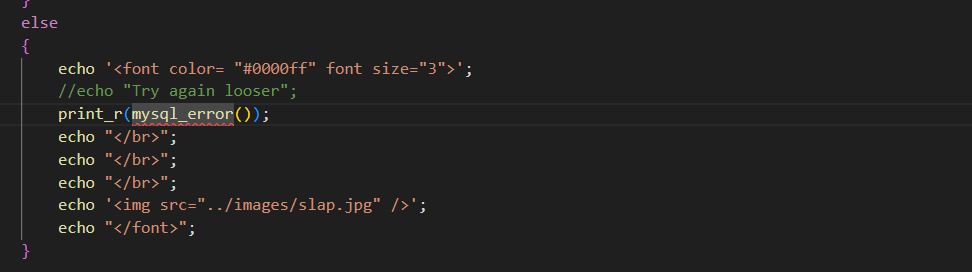 }
else
{
echo '<font color= "#0000ff" font size="3">';
//echo "Try again looser";
print_r(mysql_error());
echo "</br>";
echo "</br>";
echo "</br>";
echo '<img src="../images/slap.jpg" />';
echo "</font>";
}